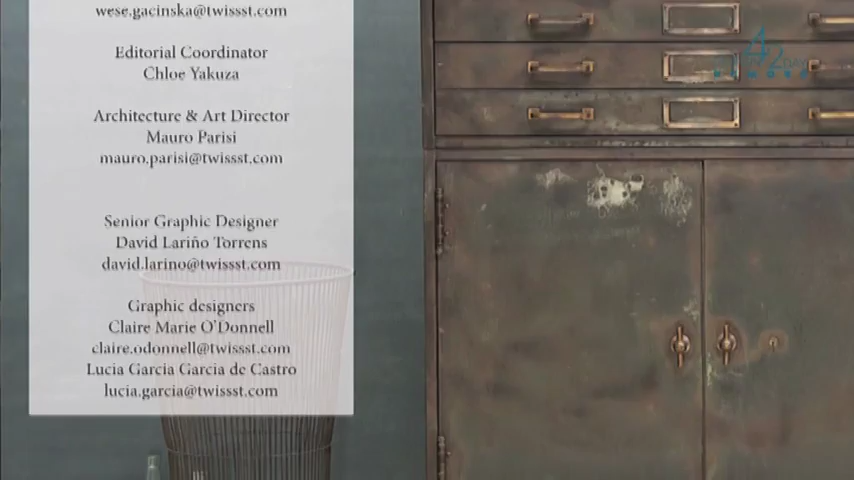 wese.gacinska@twissst.com
Editorial Coordinator
Chloe Yakuza
Architecture & Art Director
Mauro Parisi
mauro.parisi@twissst.com
Senior Graphic Designer
David Lariño Torrens
david.larino@twissst.com
Graphic designers
Claire Marie O'Donnell
claire.odonnell@twissst.com
Lucia Garcia Garcia de Castro
lucia.garcia@twissst.com